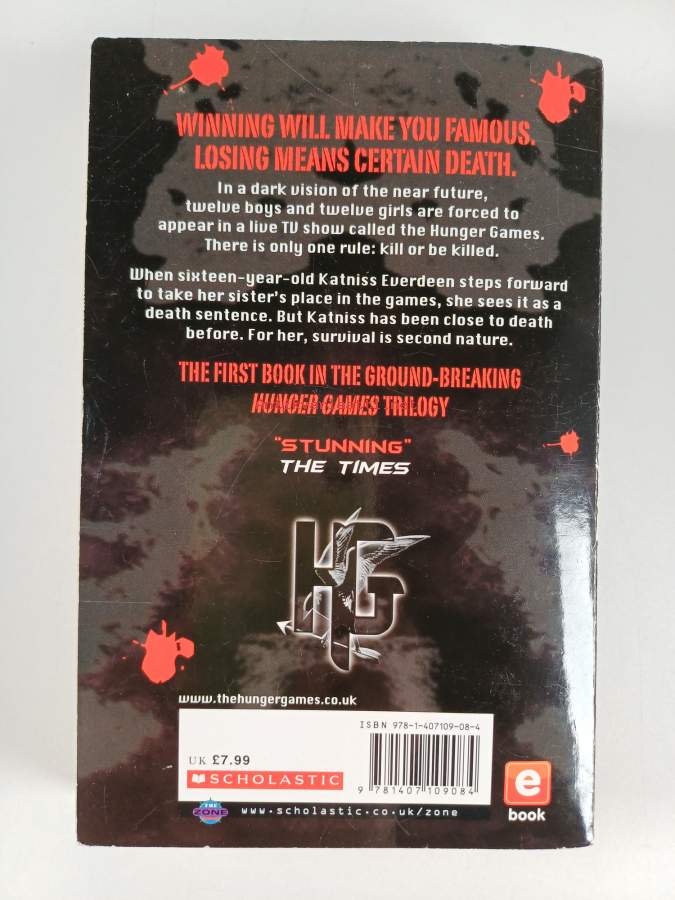 WINNING WILL MAKE YOU FAMOUS.
LOSING MEANS CERTAIN DEATH.
In a dark vision of the near future,
twelve boys and twelve girls are forced to
appear in a live TV show called the Hunger Games.
There is only one rule: kill or be killed.
When sixteen-year-old Katniss Everdeen steps forward
to take her sister's place in the games, she sees it as a
death sentence. But Katniss has been close to death
before. For her, survival is second nature.
THE FIRST BOOK IN THE GROUND-BREAKING
HUNGER GAMES TRILOGY
"STUNNING"
THE TIMES
HG
www.thehungergames.co.uk
ISBN 978-1-407109-08-4
UK £7.99
SCHOLASTIC
9 781407 109084
e
book
THE
ZONE
www.scholastic.co.uk/zone